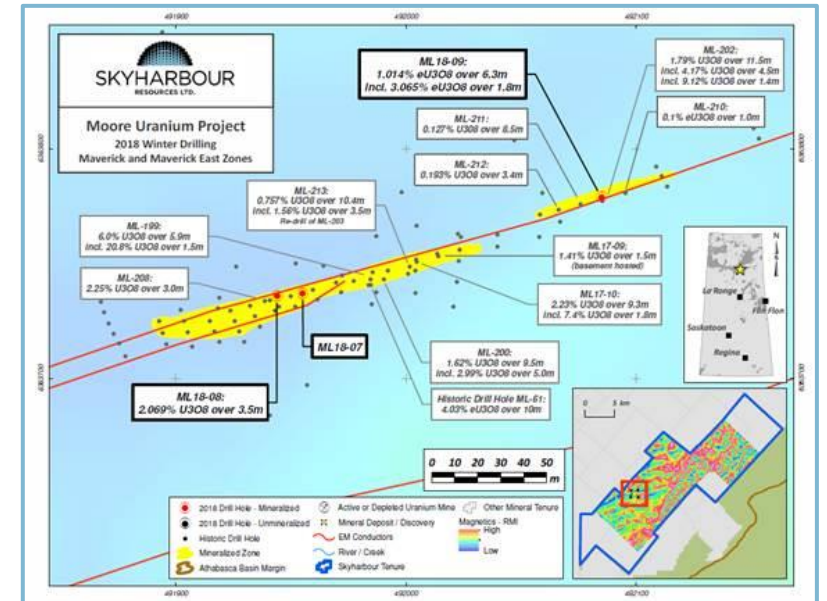 491900
492000
492100
SKYHARBOUR
RESOURCES LTD.
Moore Uranium Project
2018 Winter Drilling
Maverick and Maverick East Zones
ML18-09:
1.014% eU3O8 over 6.3m
incl. 3.065% eU3O8 over 1.8m
ML-202:
1.79% U3O8 over 11.5m
incl. 4.17% U3O8 over 4.5m
incl. 9.12% U3O8 over 1.4m
ML-211:
0.127% U3O8 over 8.5m
ML-210:
0.1% eU3O8 over 1.0m
ML-212:
0.193% U3O8 over 3.4m
6363800
6363800
ML-213:
0.757% U3O8 over 10.4m
incl. 1.56% U3O8 over 3.5m
Re-drill of ML-203
ML-199:
6.0% U3O8 over 5.9m
incl. 20.8% U3O8 over 1.5m
ML-208:
2.25% U3O8 over 3.0m
ML17-09:
1.41% U3O8 over 1.5m
(basement hosted)
ML17-10:
2.23% U3O8 over 9.3m
incl. 7.4% U3O8 over 1.8m
N
La Ronge
Flin Flon
Saskatoon
Regina
ML18-07
ML-200:
1.62% U3O8 over 9.5m
incl. 2.99% U3O8 over 5.0m
6363700
6363700
ML18-08:
2.069% U3O8 over 3.5m
Historic Drill Hole ML-61:
4.03% eU3O8 over 10m
0 5 km
0 10 20 30 40 50
m
2018 Drill Hole - Mineralized
2018 Drill Hole - Unmineralized
Historic Drill Hole
Mineralized Zone
Athabasca Basin Margin
Active or Depleted Uranium Mine
Mineral Deposit / Discovery
EM Conductors
River / Creek
Skyharbour Tenure
Other Mineral Tenure
Magnetics - RMI
High
Low
491900
492000
492100